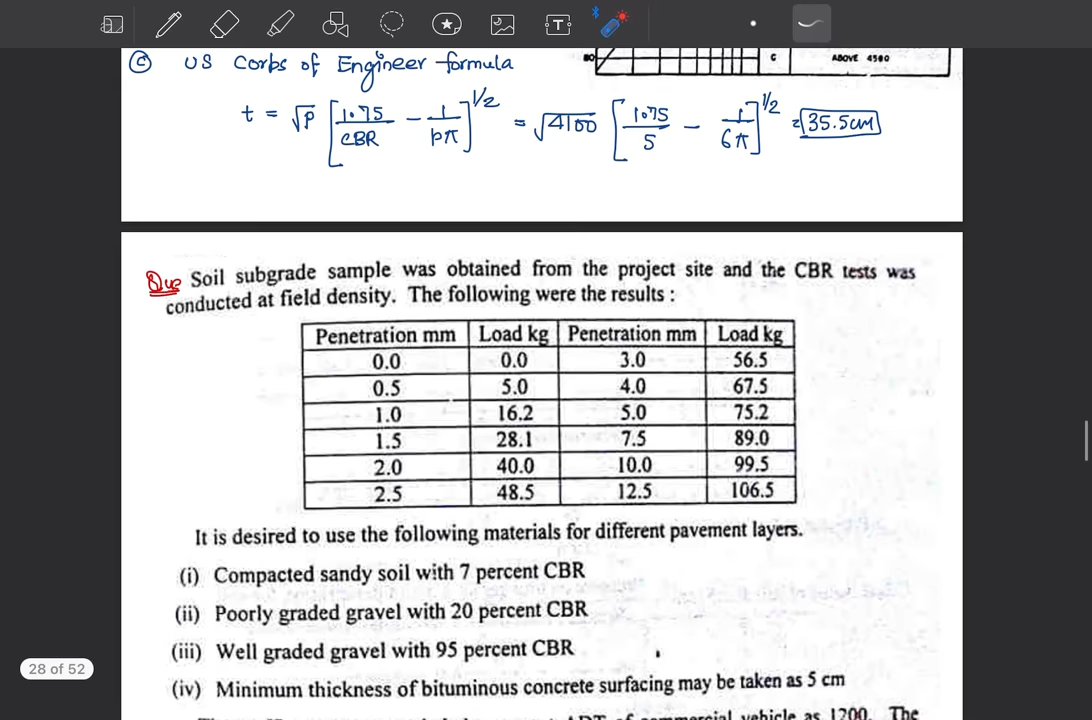 C
ABOVE 4500
Ⓒ US Corbs of Engineer formula
t = √P [1.75/CBR - 1/pπ]^1/2 = √4100 [1.75/5 - 1/6π]^1/2 = 35.5cm
Que Soil subgrade sample was obtained from the project site and the CBR tests was
conducted at field density. The following were the results :
Penetration mm Load kg Penetration mm Load kg
0.0 0.0 3.0 56.5
0.5 5.0 4.0 67.5
1.0 16.2 5.0 75.2
1.5 28.1 7.5 89.0
2.0 40.0 10.0 99.5
2.5 48.5 12.5 106.5
It is desired to use the following materials for different pavement layers.
(i) Compacted sandy soil with 7 percent CBR
(ii) Poorly graded gravel with 20 percent CBR
(iii) Well graded gravel with 95 percent CBR
(iv) Minimum thickness of bituminous concrete surfacing may be taken as 5 cm
28 of 52
commercial vehicle as 1200. The